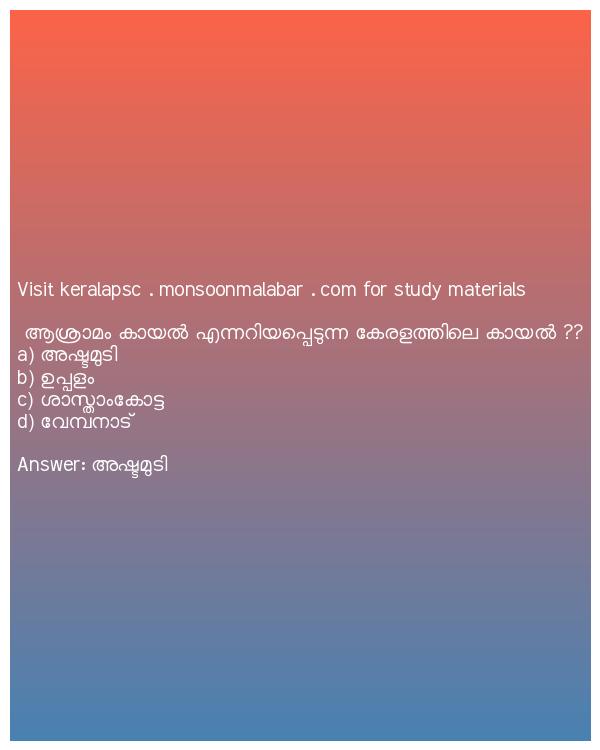 Visit keralapsc . monsoonmalabar . com for study materials
ആശ്രാമം കായൽ എന്നറിയപ്പെടുന്ന കേരളത്തിലെ കായൽ ??
a) അഷ്ടമുടി
b) ഉപ്പളം
c) ശാസ്താംകോട്ട
d) വേമ്പനാട്
Answer: അഷ്ടമുടി